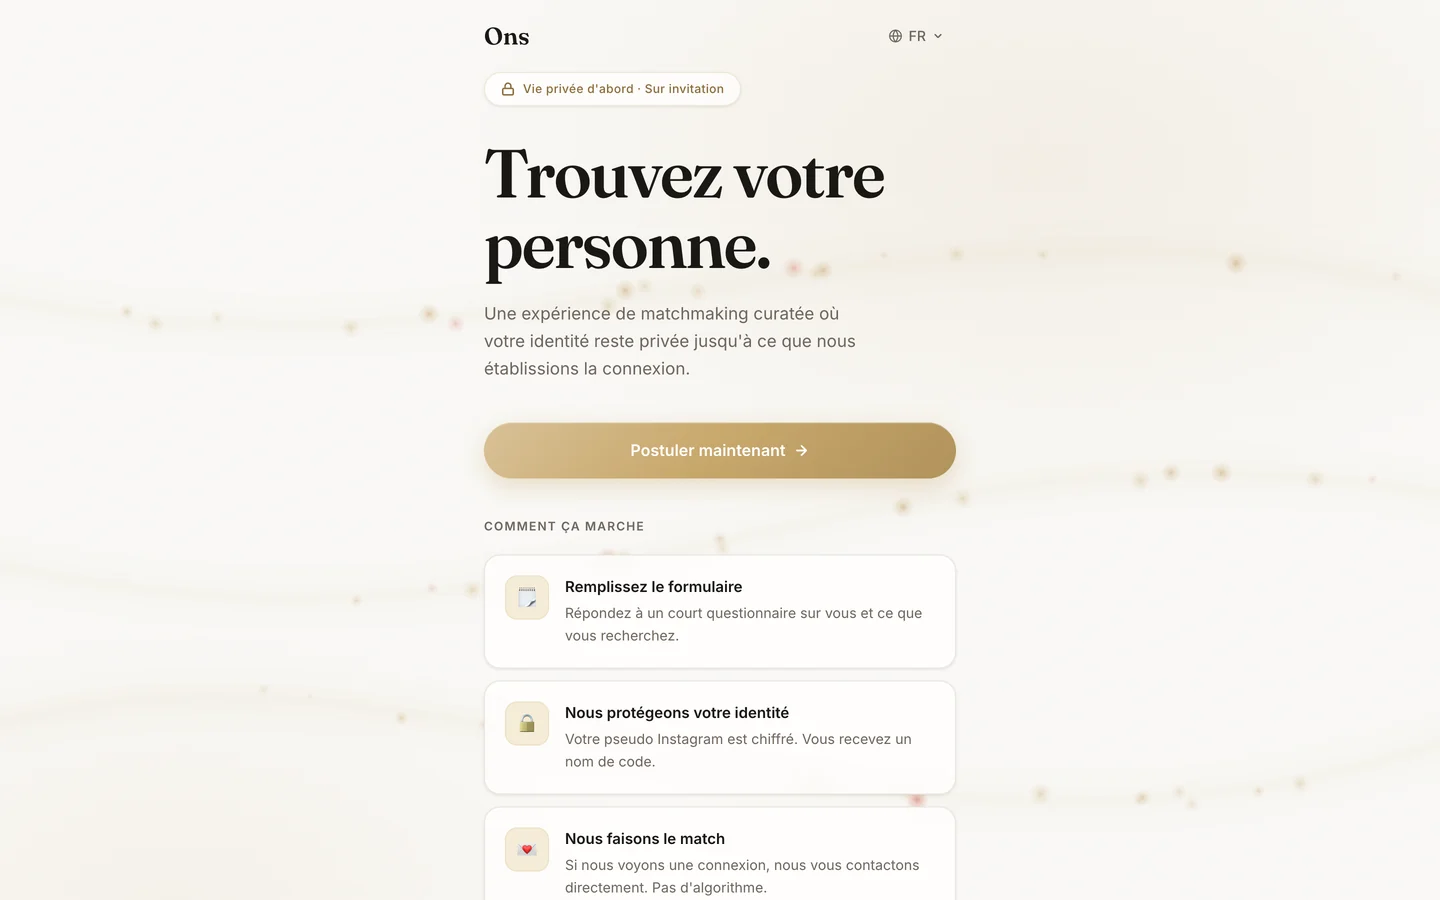 Ons
FR
Vie privée d'abord · Sur invitation
Trouvez votre
personne.
Une expérience de matchmaking curatée où
votre identité reste privée jusqu'à ce que nous
établissions la connexion.
Postuler maintenant →
COMMENT ÇA MARCHE
Remplissez le formulaire
Répondez à un court questionnaire sur vous et ce que
vous recherchez.
Nous protégeons votre identité
Votre pseudo Instagram est chiffré. Vous recevez un
nom de code.
Nous faisons le match
Si nous voyons une connexion, nous vous contactons
directement. Pas d'algorithme.